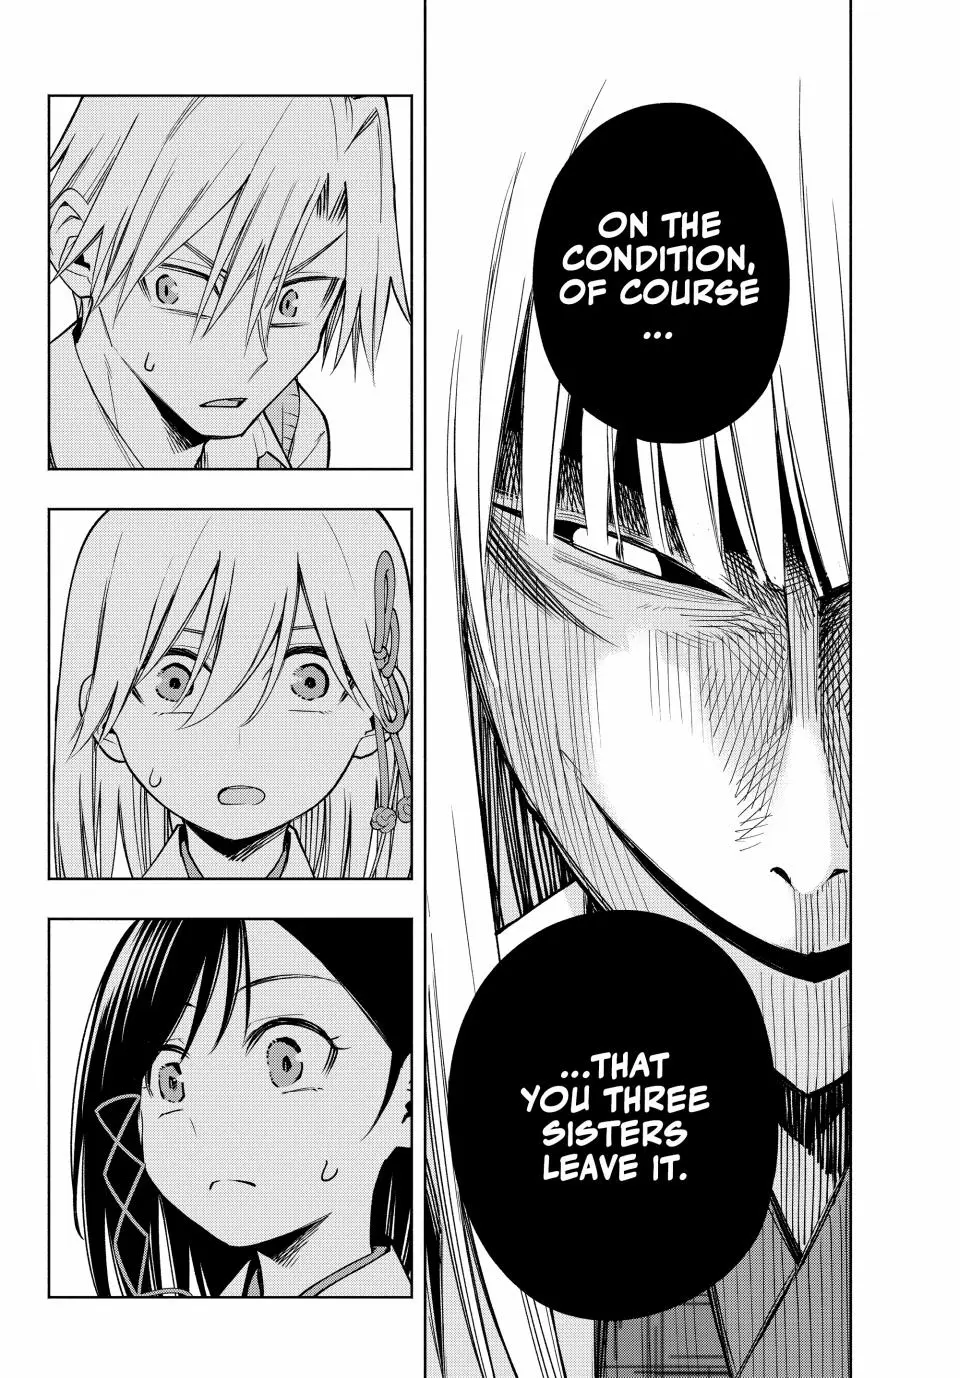 ON THE
CONDITION,
OF COURSE
...
...THAT
YOU THREE
SISTERS
LEAVE IT.